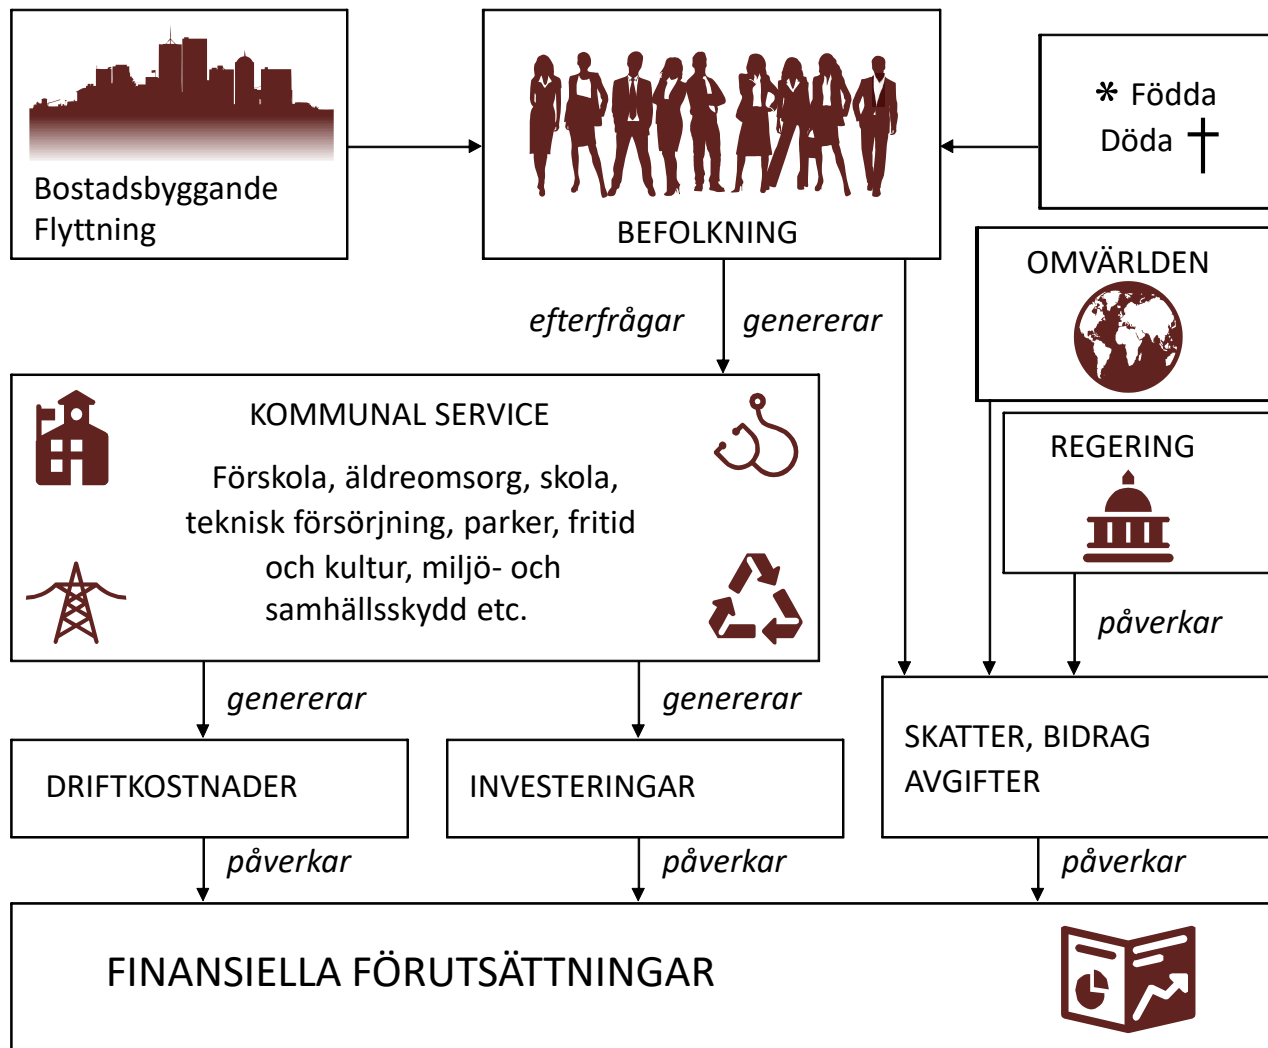 Bostadsbyggande
Flyttning
BEFOLKNING
* Födda
Döda †
OMVÄRLDEN
efterfrågar
genererar
KOMMUNAL SERVICE
Förskola, äldreomsorg, skola,
teknisk försörjning, parker, fritid
och kultur, miljö- och
samhällsskydd etc.
REGERING
påverkar
genererar
genererar
DRIFTKOSTNADER
INVESTERINGAR
SKATTER, BIDRAG
AVGIFTER
påverkar
påverkar
påverkar
FINANSIELLA FÖRUTSÄTTNINGAR